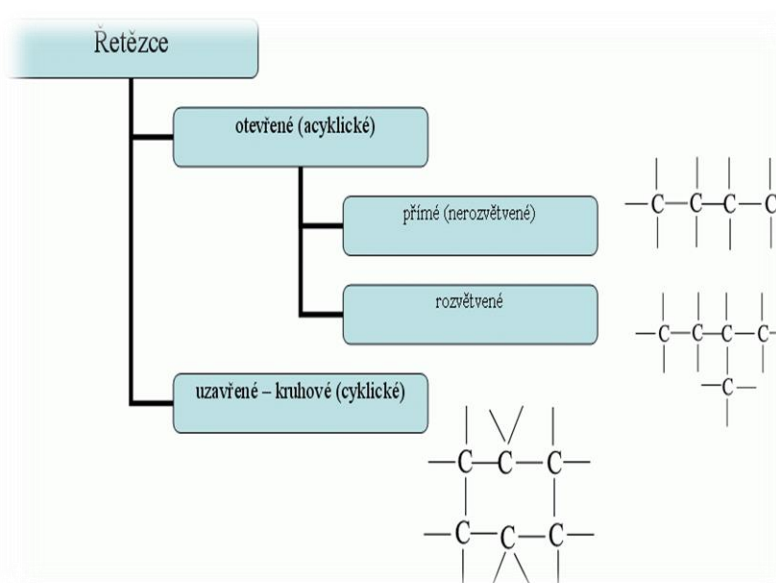 Řetězce
otevřené (acyklické)
přímé (nerozvětvené)
C C C C
rozvětvené
C C C C
C
uzavřené – kruhové (cyklické)
C C C
C C C